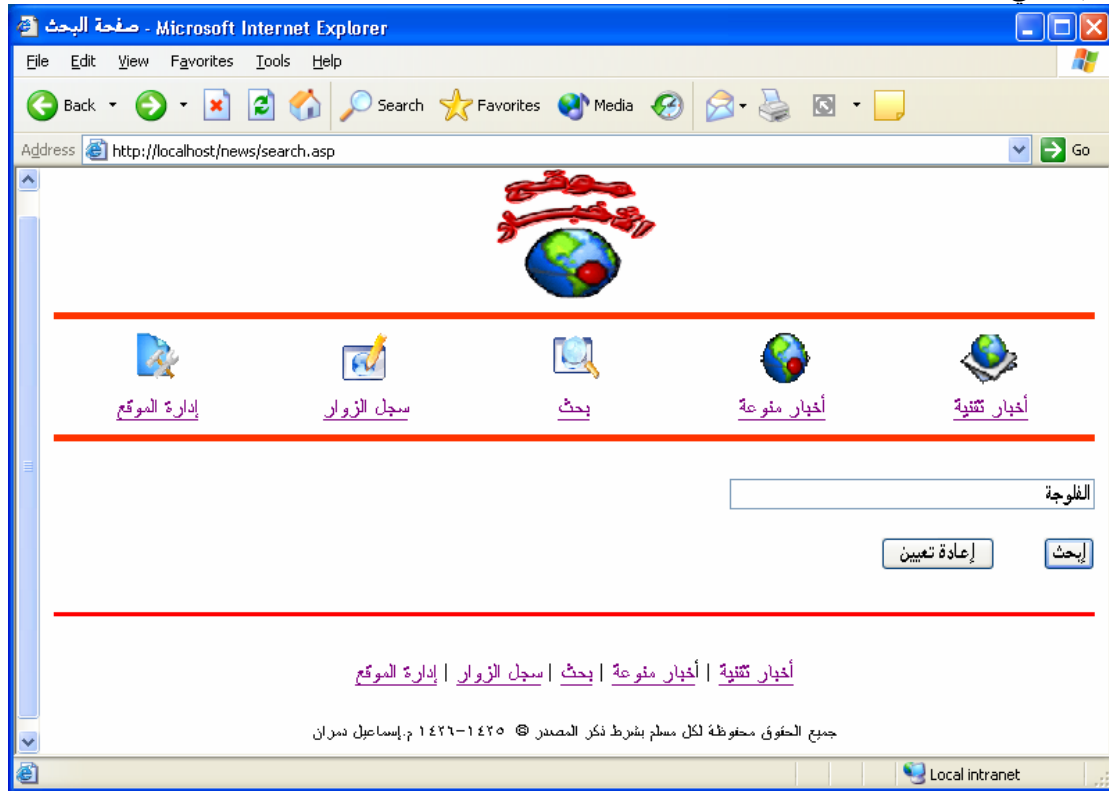 صفحة البحث - Microsoft Internet Explorer
File Edit View Favorites Tools Help
Back Search Favorites Media
Address http://localhost/news/search.asp Go
موقع
الأخبار
أخبار تقنية أخبار منوعة بحث سجل الزوار إدارة الموقع
الفلوجة
إبحث إعادة تعيين
أخبار تقنية | أخبار منوعة | بحث | سجل الزوار | إدارة الموقع
جميع الحقوق محفوظة لكل مسلم بشرط ذكر المصدر © ١٤٢٥-١٤٢٦ م.إسماعيل نمران
Local intranet